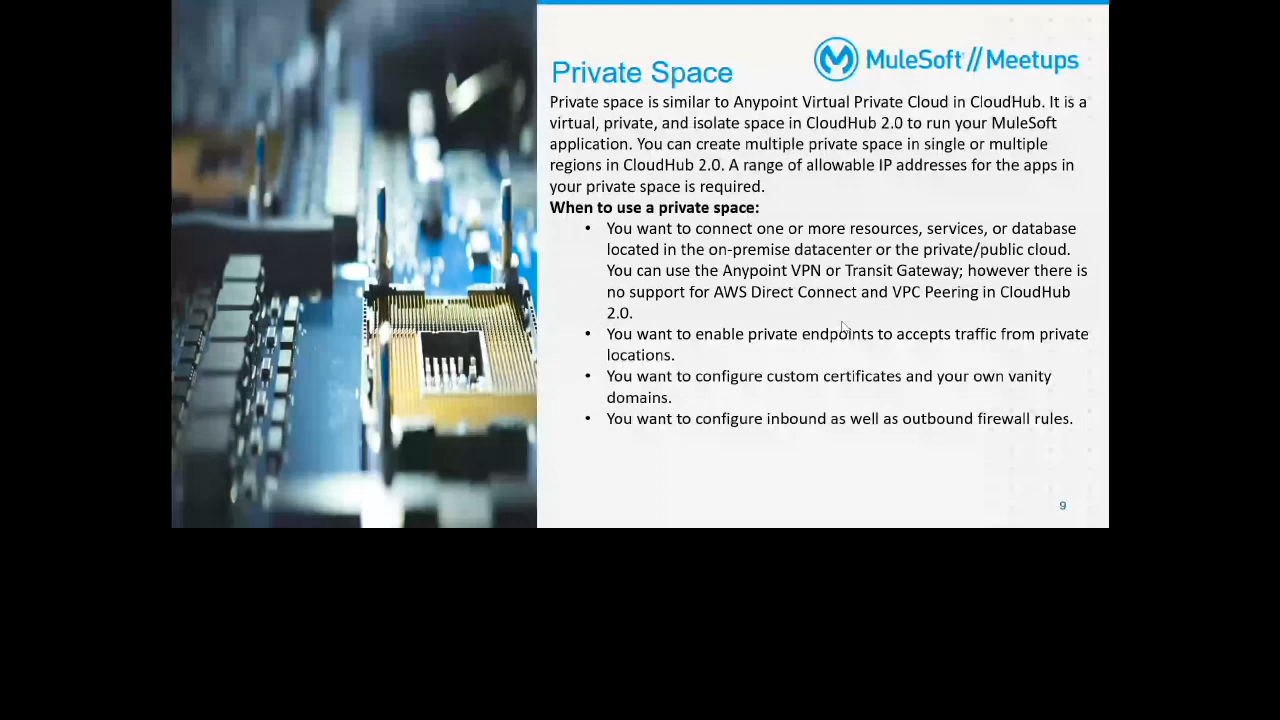 MuleSoft // Meetups
Private Space
Private space is similar to Anypoint Virtual Private Cloud in CloudHub. It is a
virtual, private, and isolate space in CloudHub 2.0 to run your MuleSoft
application. You can create multiple private space in single or multiple
regions in CloudHub 2.0. A range of allowable IP addresses for the apps in
your private space is required.
When to use a private space:
• You want to connect one or more resources, services, or database
located in the on-premise datacenter or the private/public cloud.
You can use the Anypoint VPN or Transit Gateway; however there is
no support for AWS Direct Connect and VPC Peering in CloudHub
2.0.
• You want to enable private endpoints to accepts traffic from private
locations.
• You want to configure custom certificates and your own vanity
domains.
• You want to configure inbound as well as outbound firewall rules.
9